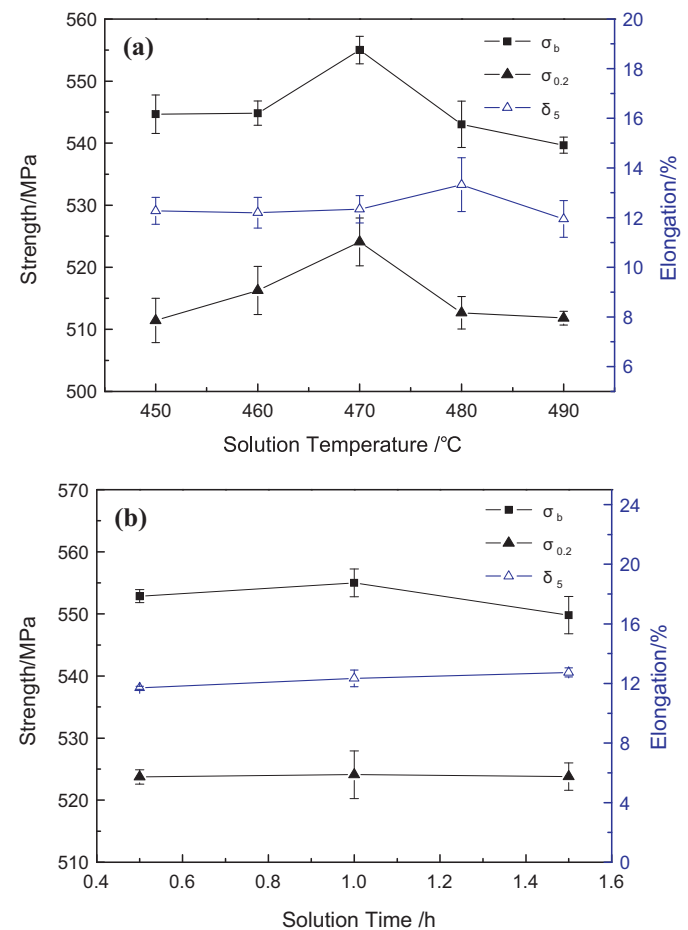 (a)
σb
σ0.2
δ5
560
550
540
530
520
510
500
20
18
16
14
12
10
8
6
Strength/MPa
Elongation/%
450 460 470 480 490
Solution Temperature /℃
(b)
σb
σ0.2
δ5
570
560
550
540
530
520
510
24
20
16
12
8
4
0
Strength/MPa
Elongation/%
0.4 0.6 0.8 1.0 1.2 1.4 1.6
Solution Time /h